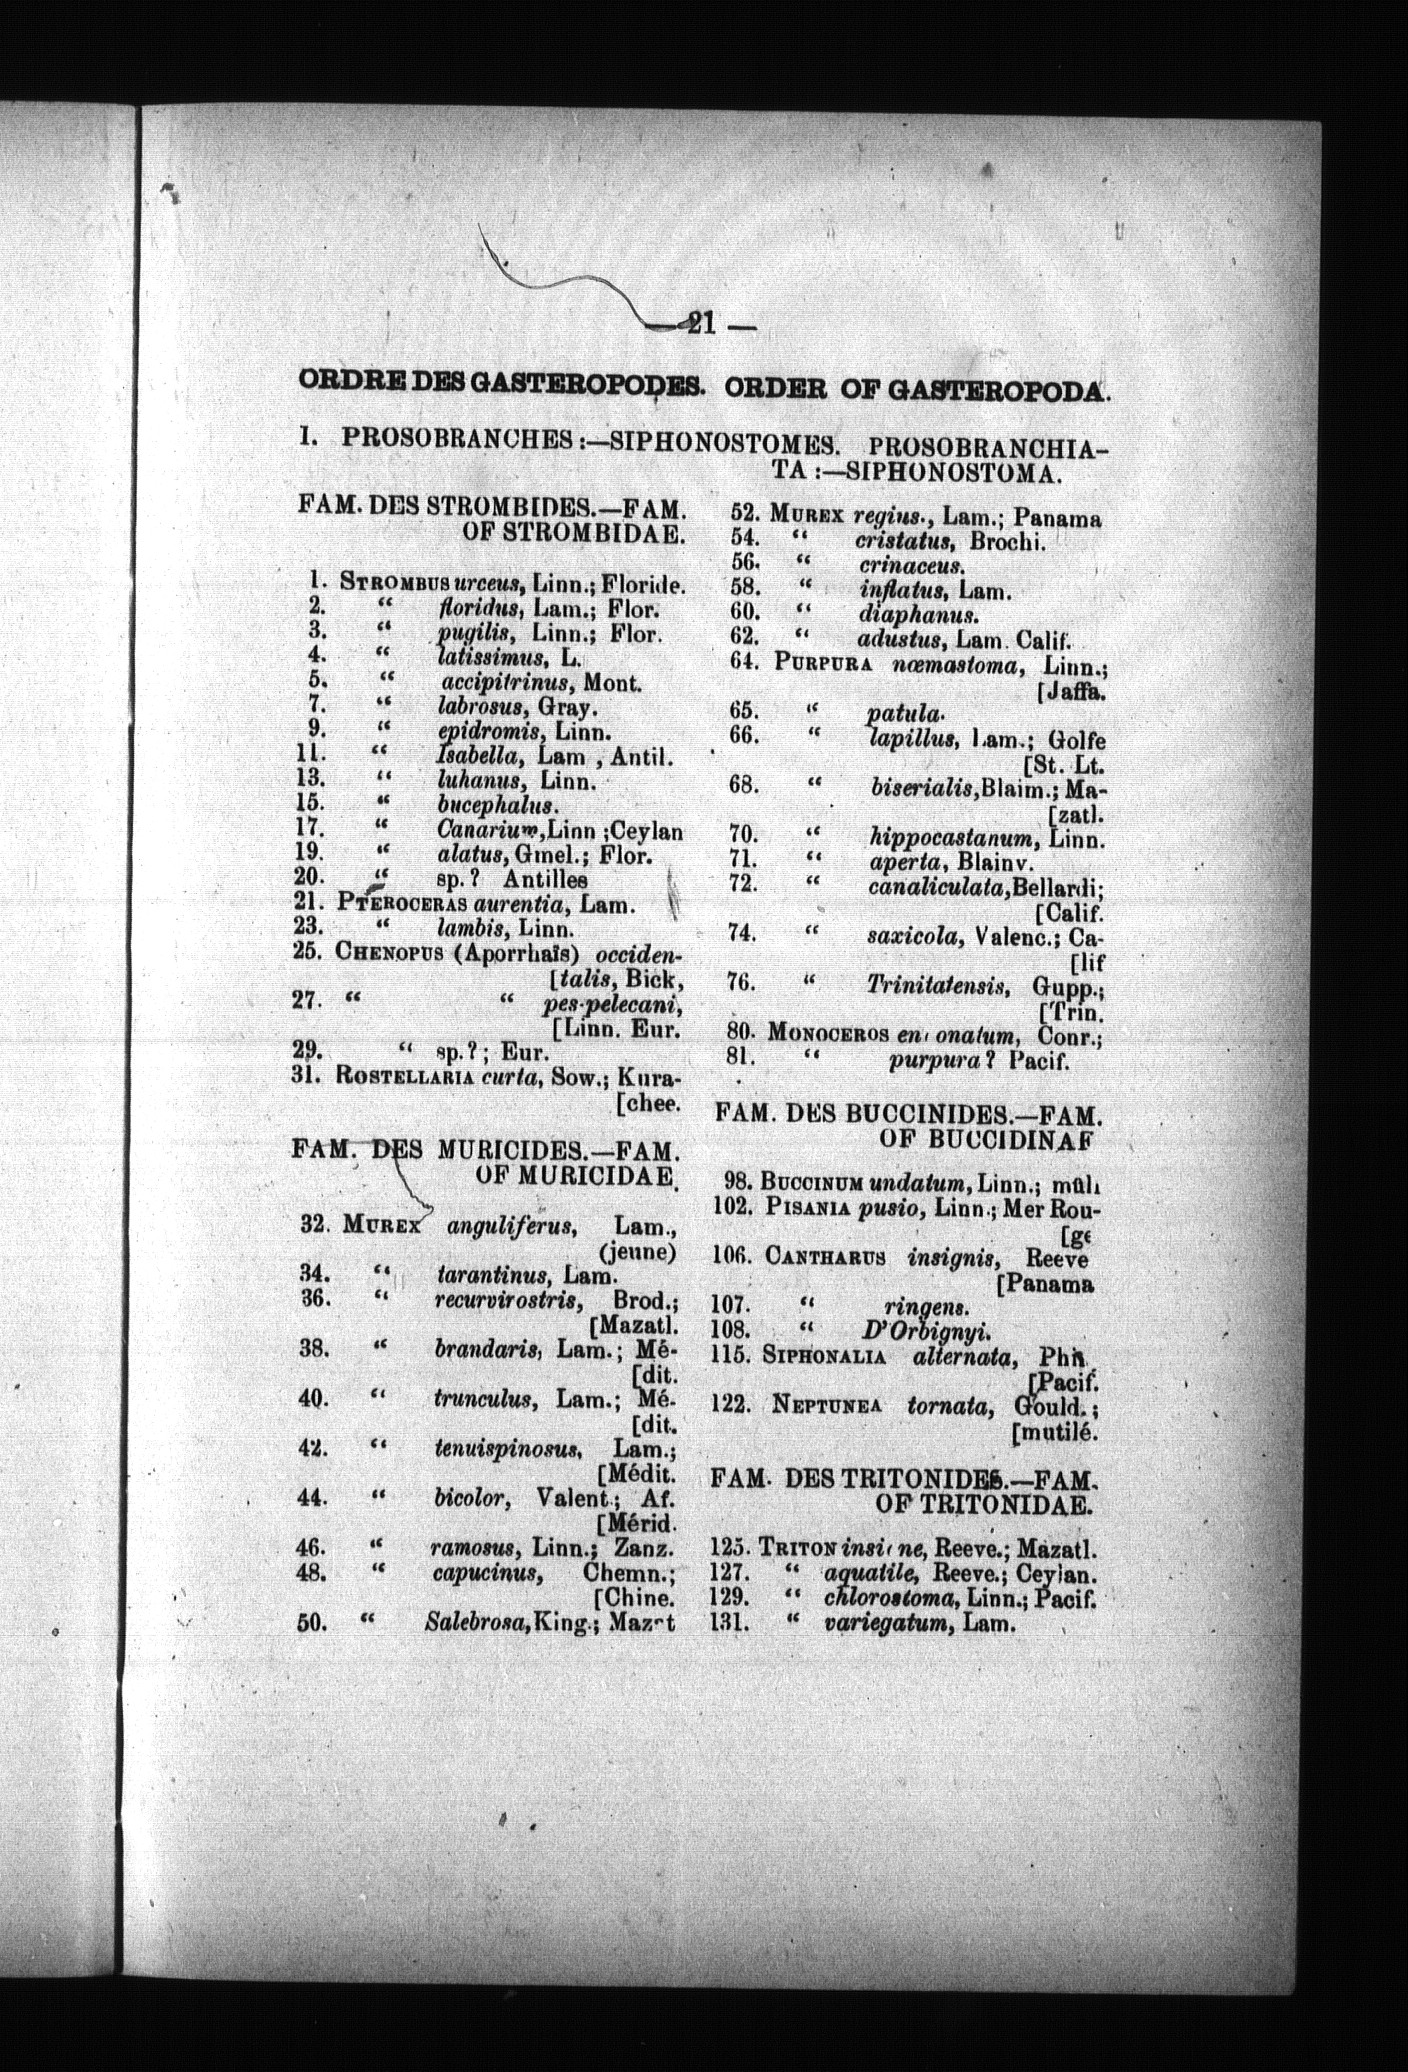 — 21 —
ORDRE DES GASTEROPODES. ORDER OF GASTEROPODA.
I. PROSOBRANCHES :—SIPHONOSTOMES. PROSOBRANCHIA-
TA :—SIPHONOSTOMA.
FAM. DES STROMBIDES.—FAM.
OF STROMBIDAE.
1. STROMBUS urceus, Linn.; Floride.
2. “ floridus, Lam.; Flor.
3. “ pugilis, Linn.; Flor.
4. “ latissimus, L.
5. “ accipitrinus, Mont.
7. “ labrosus, Gray.
9. “ epidromis, Linn.
11. “ Isabella, Lam , Antil.
13. “ luhanus, Linn.
15. “ bucephalus.
17. “ Canarium, Linn ;Ceylan
19. “ alatus, Gmel.; Flor.
20. “ sp. ? Antilles
21. PTEROCERAS aurentia, Lam.
23. “ lambis, Linn.
25. CHENOPUS (Aporrhaïs) occiden-
[talis, Bick,
27. “ “ pes-pelecani,
[Linn. Eur.
29. “ sp. ? ; Eur.
31. ROSTELLARIA curta, Sow.; Kura-
[chee.
FAM. DES MURICIDES.—FAM.
OF MURICIDAE.
32. MUREX anguliferus, Lam.,
(jeune)
34. “ tarantinus, Lam.
36. “ recurvirostris, Brod.;
[Mazatl.
38. “ brandaris, Lam.; Mé-
[dit.
40. “ trunculus, Lam.; Mé-
[dit.
42. “ tenuispinosus, Lam.;
[Médit.
44. “ bicolor, Valent.; Af.
[Mérid.
46. “ ramosus, Linn.; Zanz.
48. “ capucinus, Chemn.;
[Chine.
50. “ Salebrosa, King.;
52. MUREX regius., Lam.; Panama
54. “ cristatus, Brochi.
56. “ crinaceus.
58. “ inflatus, Lam.
60. “ diaphanus.
62. “ adustus, Lam. Calif.
64. PURPURA nœmastoma, Linn.;
[Jaffa.
65. “ patula.
66. “ lapillus, Lam.; Golfe
[St. Lt.
68. “ biserialis, Blaim.; Ma-
[zatl.
70. “ hippocastanum, Linn.
71. “ aperta, Blainv.
72. “ canaliculata, Bellardi;
[Calif.
74. “ saxicola, Valenc.; Ca-
[lif
76. “ Trinitatensis, Gupp.;
[Trin.
80. MONOCEROS Conr.;
81. “ purpura ? Pacif.
FAM. DES BUCCINIDES.—FAM.
OF BUCCIDINAF
98. BUCCINUM undatum, Linn.;
102. PISANIA pusio, Linn.; Mer Rou-
[ge
106. CANTHARUS insignis, Reeve
[Panama
107. “ ringens.
108. “ D'Orbignyi.
115. SIPHONALIA alternata,
[Pacif.
122. NEPTUNEA tornata, Gould.;
[mutilé.
FAM. DES TRITONIDES.—FAM.
OF TRITONIDAE.
125. TRITON Reeve.; Mazatl.
127. “ aquatile, Reeve.; Ceylan.
129. “ chlorostoma, Linn.; Pacif.
131. “ variegatum, Lam.